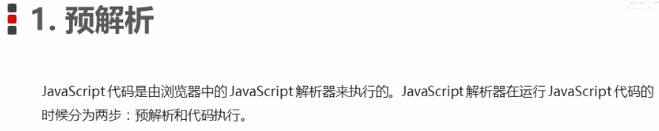 1. 预解析
JavaScript 代码是由浏览器中的 JavaScript 解析器来执行的。JavaScript 解析器在运行 JavaScript 代码的
时候分为两步：预解析和代码执行。